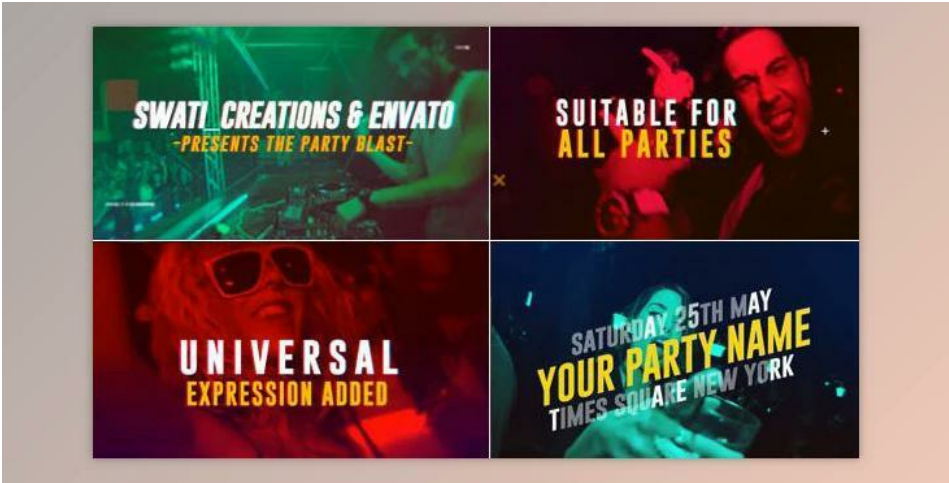 SWATI_CREATIONS & ENVATO
-PRESENTS THE PARTY BLAST-
SUITABLE FOR
ALL PARTIES
UNIVERSAL
EXPRESSION ADDED
SATURDAY 25TH MAY
YOUR PARTY NAME
TIMES SQUARE NEW YORK